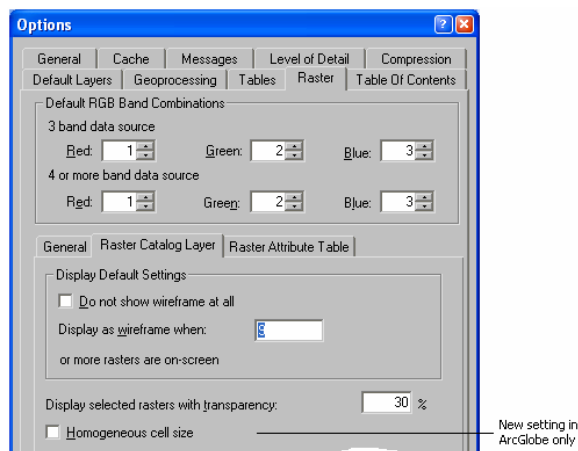 Options
General Cache Messages Level of Detail Compression
Default Layers Geoprocessing Tables Raster Table Of Contents
Default RGB Band Combinations
3 band data source
Red: 1 Green: 2 Blue: 3
4 or more band data source
Red: 1 Green: 2 Blue: 3
General Raster Catalog Layer Raster Attribute Table
Display Default Settings
Do not show wireframe at all
Display as wireframe when: 9
or more rasters are on-screen
Display selected rasters with transparency: 30 %
Homogeneous cell size
New setting in
ArcGlobe only